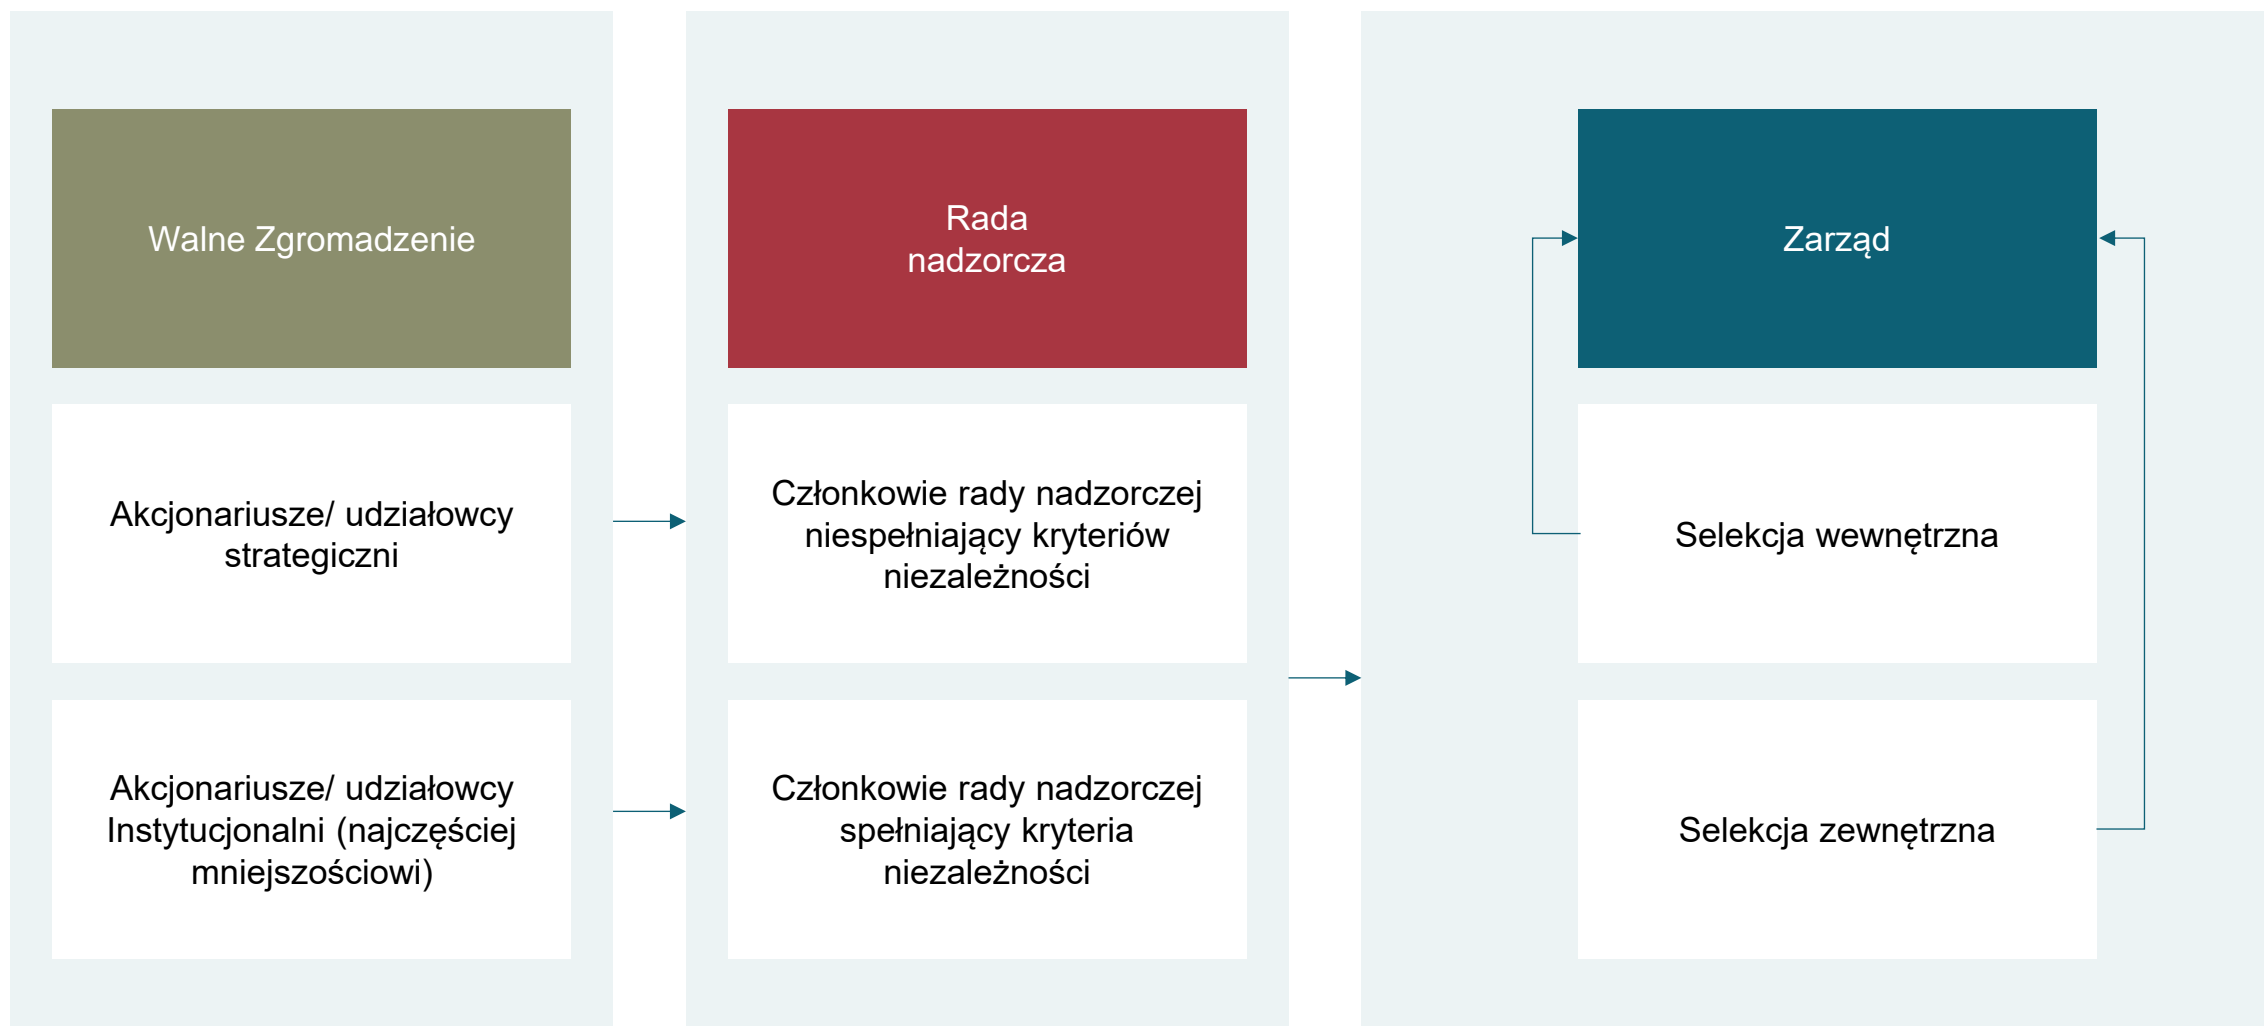 Walne Zgromadzenie
Akcjonariusze/ udziałowcy
strategiczni
Akcjonariusze/ udziałowcy
Instytucjonalni (najczęściej
mniejszościowi)
Rada
nadzorcza
Członkowie rady nadzorczej
niespełniający kryteriów
niezależności
Członkowie rady nadzorczej
spełniający kryteria
niezależności
Zarząd
Selekcja wewnętrzna
Selekcja zewnętrzna